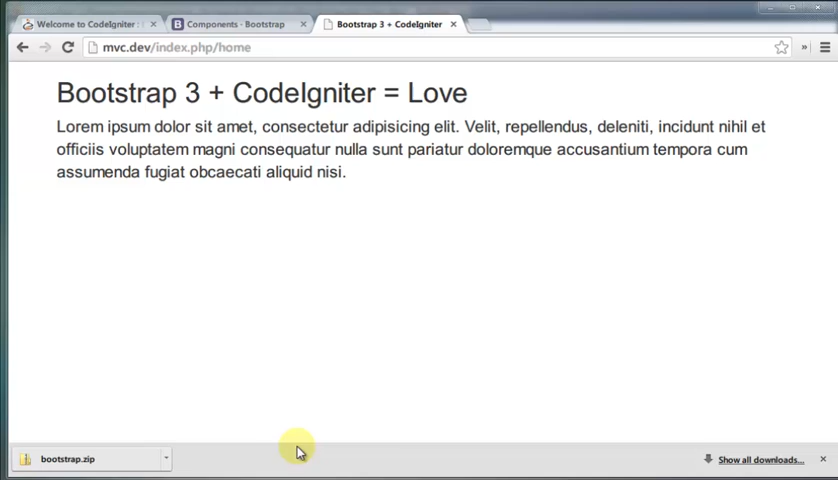 Welcome to CodeIgniter :
Components · Bootstrap
Bootstrap 3 + CodeIgniter
mvc.dev/index.php/home
Bootstrap 3 + CodeIgniter = Love
Lorem ipsum dolor sit amet, consectetur adipisicing elit. Velit, repellendus, deleniti, incidunt nihil et
officiis voluptatem magni consequatur nulla sunt pariatur doloremque accusantium tempora cum
assumenda fugiat obcaecati aliquid nisi.
bootstrap.zip
Show all downloads...